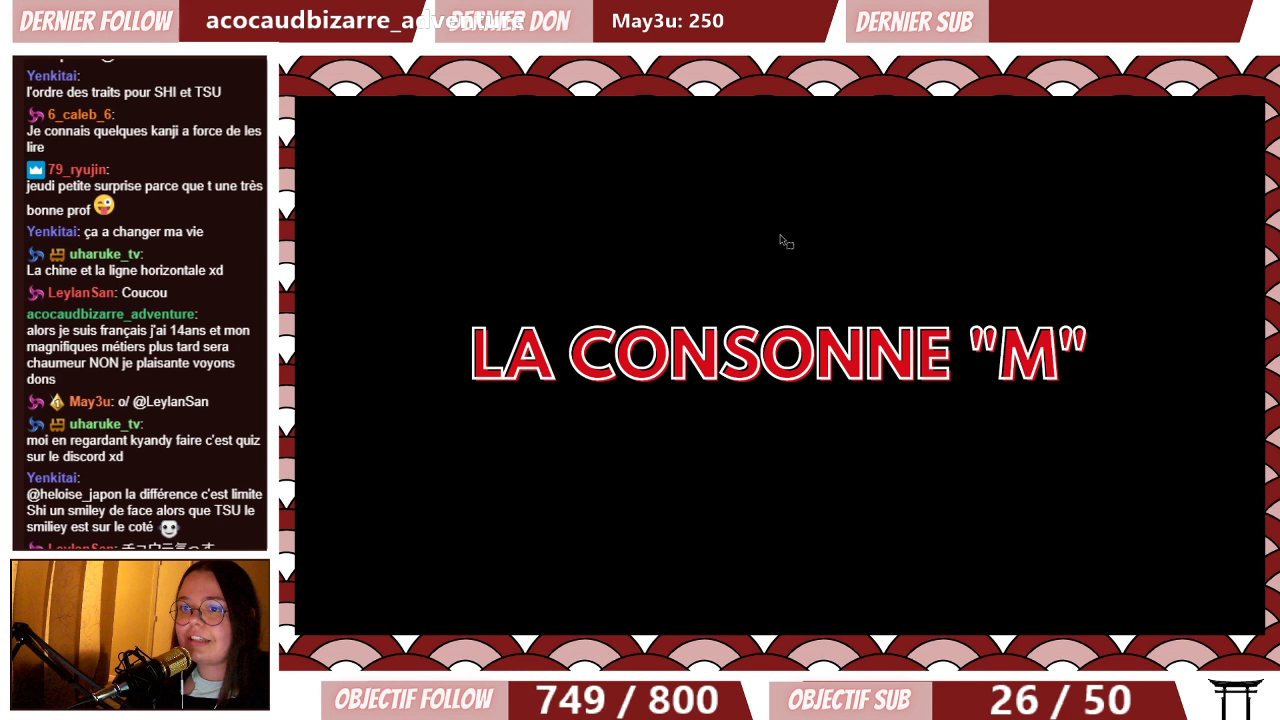 DERNIER FOLLOW
acocaudbizarre_adventure
DERNIER DON
May3u: 250
DERNIER SUB
Yenkitai:
l'ordre des traits pour SHI et TSU
6_caleb_6:
Je connais quelques kanji a force de les
lire
79_ryujin:
jeudi petite surprise parce que t une très
bonne prof
Yenkitai: ça a changer ma vie
uharuke_tv:
La chine et la ligne horizontale xd
LeylanSan: Coucou
acocaudbizarre_adventure:
alors je suis français j'ai 14ans et mon
magnifiques métiers plus tard sera
chaumeur NON je plaisante voyons
dons
May3u: o/ @LeylanSan
uharuke_tv:
moi en regardant kyandy faire c'est quiz
sur le discord xd
Yenkitai:
@heloise_japon la différence c'est limite
Shi un smiley de face alors que TSU le
smiliey est sur le coté
LeylanSan:
LA CONSONNE "M"
OBJECTIF FOLLOW
749 / 800
OBJECTIF SUB
26 / 50